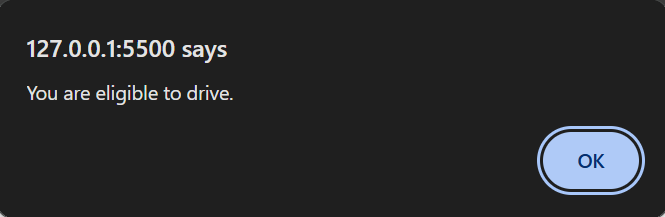 127.0.0.1:5500 says
You are eligible to drive.
OK